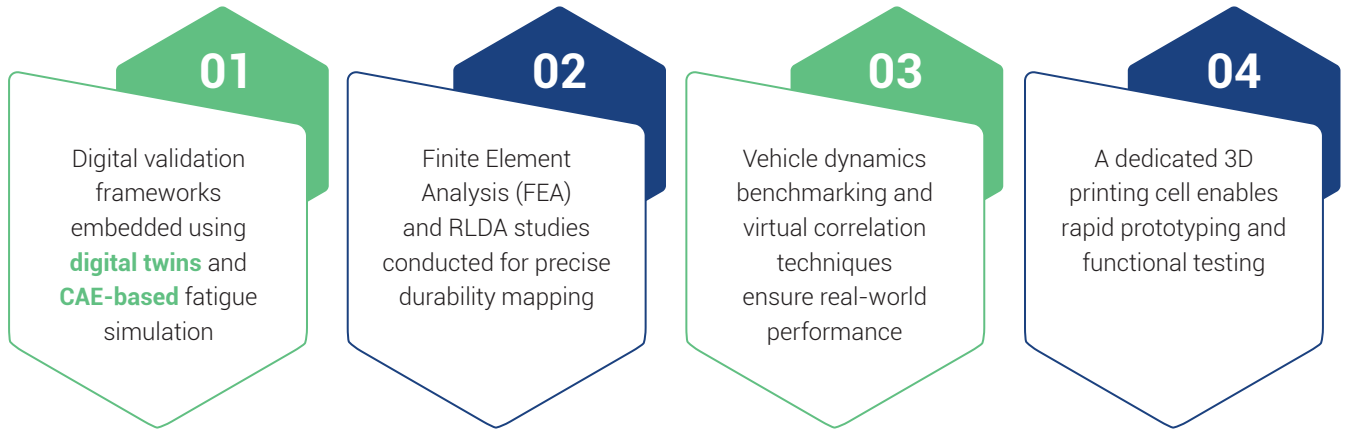 01
Digital validation
frameworks
embedded using
digital twins and
CAE-based fatigue
simulation
02
Finite Element
Analysis (FEA)
and RLDA studies
conducted for precise
durability mapping
03
Vehicle dynamics
benchmarking and
virtual correlation
techniques
ensure real-world
performance
04
A dedicated 3D
printing cell enables
rapid prototyping and
functional testing